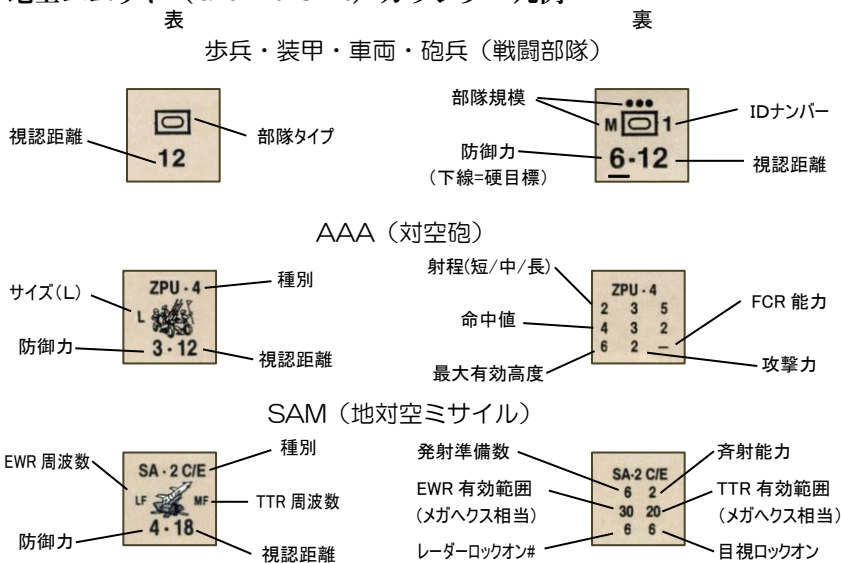 表
裏
歩兵・装甲・車両・砲兵（戦闘部隊）
視認距離
12
部隊タイプ
部隊規模
M 1
6-12
IDナンバー
防御力
(下線=硬目標)
視認距離
AAA（対空砲）
サイズ(L)
ZPU - 4
種別
L
防御力
3 - 12
視認距離
射程(短/中/長)
ZPU - 4
2 3 5
4 3 2
6 2 —
FCR 能力
命中値
最大有効高度
攻撃力
SAM（地対空ミサイル）
EWR 周波数
SA - 2 C/E
種別
LF MF
TTR 周波数
防御力
4 - 18
視認距離
発射準備数
SA-2 C/E
6 2
30 20
6 6
斉射能力
EWR 有効範囲
(メガヘクス相当)
TTR 有効範囲
(メガヘクス相当)
レーダーロックオン#
目視ロックオン